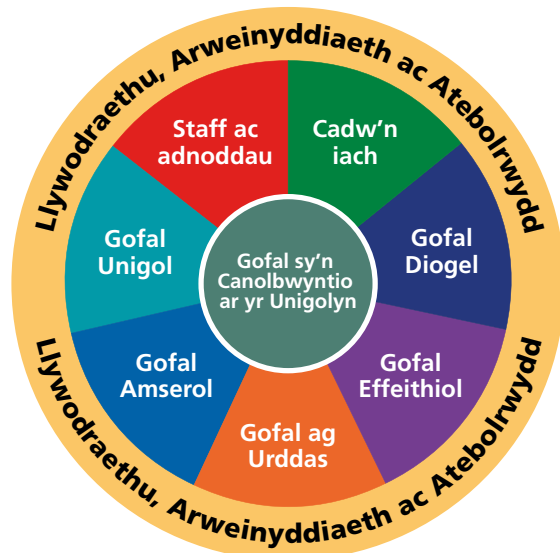 Llywodraethu, Arweinyddiaeth ac Atebolrwydd
Staff ac
adnoddau
Cadw'n
iach
Gofal
Diogel
Gofal
Effeithiol
Gofal ag
Urddas
Gofal
Amserol
Gofal
Unigol
Gofal sy'n
Canolbwyntio
ar yr Unigolyn
Llywodraethu, Arweinyddiaeth ac Atebolrwydd